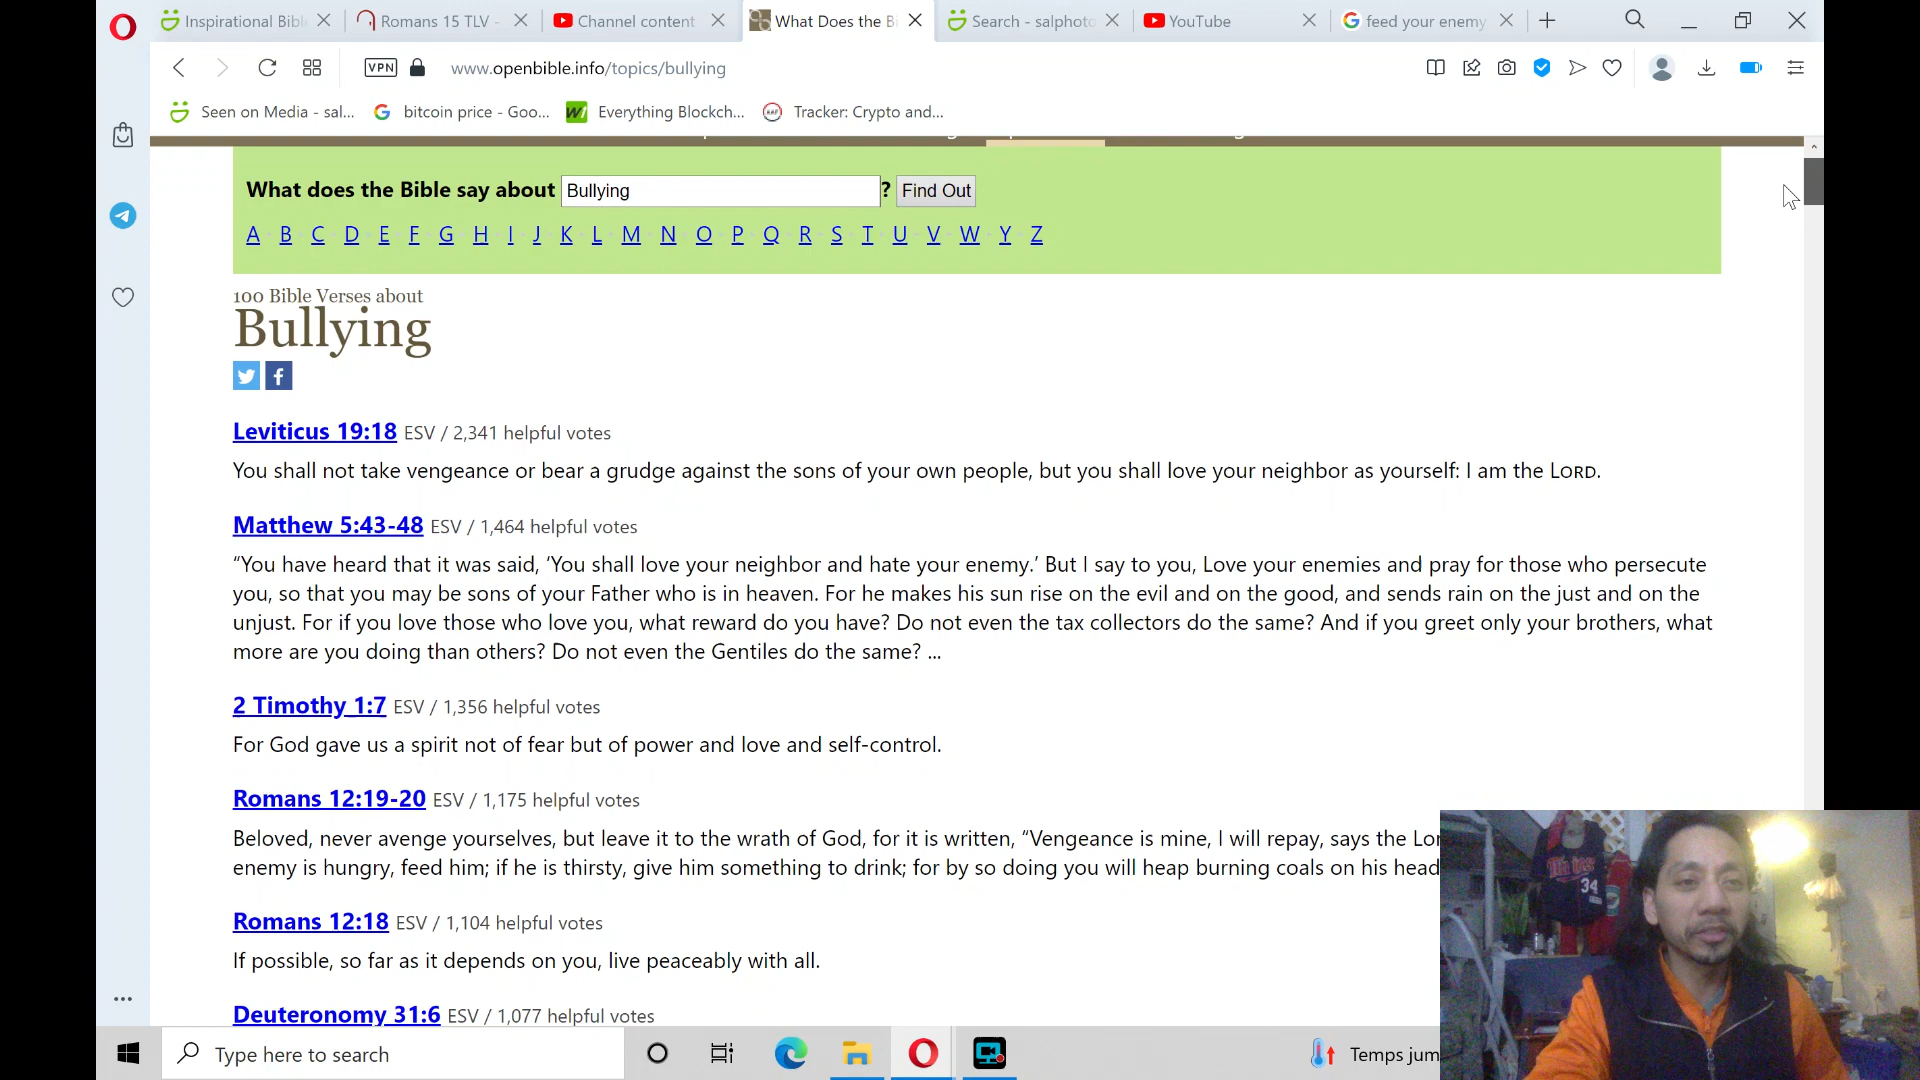 Inspirational Bibl
Romans 15 TLV -
Channel content
What Does the Bi
Search - salphoto
YouTube
feed your enemy
VPN
www.openbible.info/topics/bullying
Seen on Media - sal...
bitcoin price - Goo...
Everything Blockch...
Tracker: Crypto and...
What does the Bible say about Bullying ? Find Out
A B C D E F G H I J K L M N O P Q R S T U V W Y Z
100 Bible Verses about
Bullying
Leviticus 19:18 ESV / 2,341 helpful votes
You shall not take vengeance or bear a grudge against the sons of your own people, but you shall love your neighbor as yourself: I am the LORD.
Matthew 5:43-48 ESV / 1,464 helpful votes
“You have heard that it was said, ‘You shall love your neighbor and hate your enemy.’ But I say to you, Love your enemies and pray for those who persecute
you, so that you may be sons of your Father who is in heaven. For he makes his sun rise on the evil and on the good, and sends rain on the just and on the
unjust. For if you love those who love you, what reward do you have? Do not even the tax collectors do the same? And if you greet only your brothers, what
more are you doing than others? Do not even the Gentiles do the same? ...
2 Timothy 1:7 ESV / 1,356 helpful votes
For God gave us a spirit not of fear but of power and love and self-control.
Romans 12:19-20 ESV / 1,175 helpful votes
Beloved, never avenge yourselves, but leave it to the wrath of God, for it is written, “Vengeance is mine, I will repay, says the Lor
enemy is hungry, feed him; if he is thirsty, give him something to drink; for by so doing you will heap burning coals on his head
Romans 12:18 ESV / 1,104 helpful votes
If possible, so far as it depends on you, live peaceably with all.
Deuteronomy 31:6 ESV / 1,077 helpful votes
34
Type here to search
Temps jum